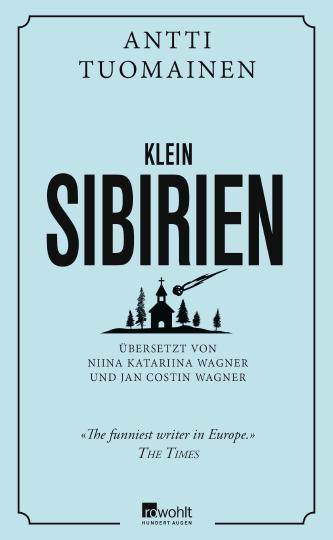 ANTTI
TUOMAINEN
KLEIN
SIBIRIEN
ÜBERSETZT VON
NIINA KATARIINA WAGNER
UND JAN COSTIN WAGNER
«The funniest writer in Europe.»
THE TIMES
rowohlt
HUNDERT AUGEN